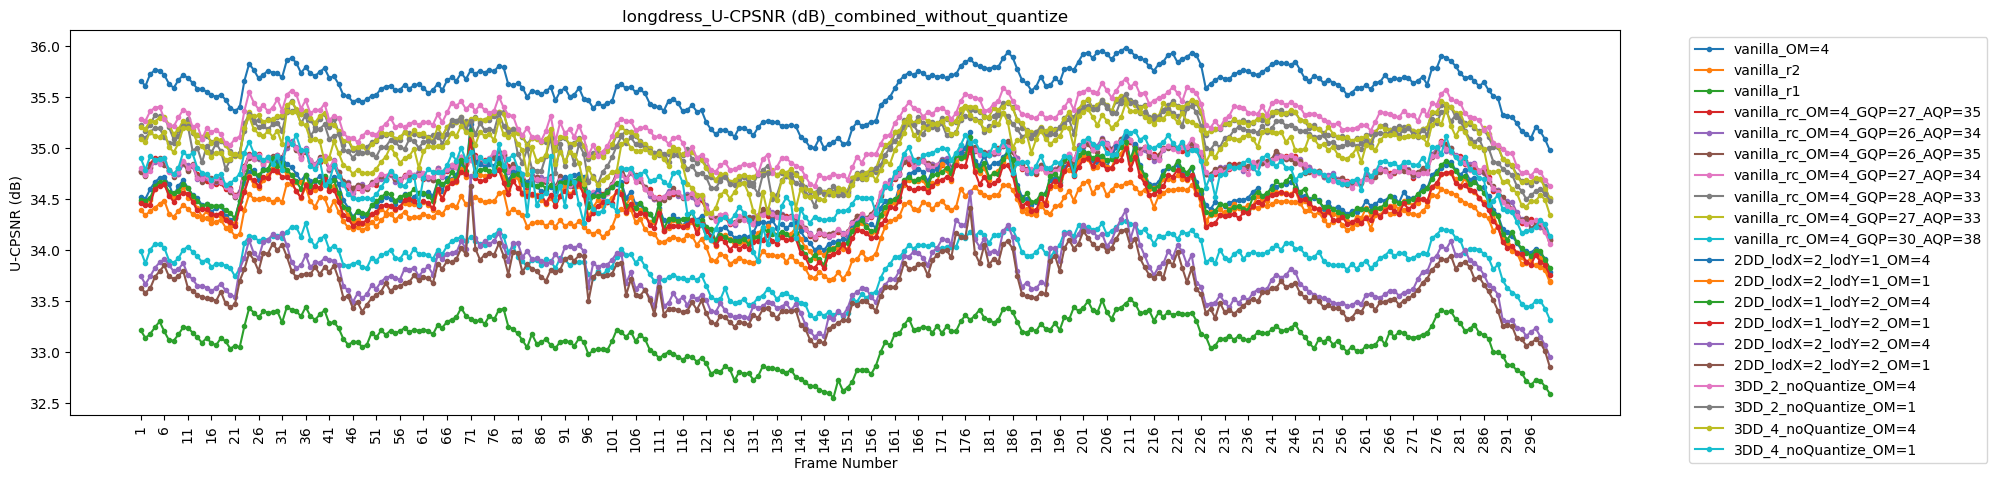 longdress_U-CPSNR (dB)_combined_without_quantize
U-CPSNR (dB)
36.0
35.5
35.0
34.5
34.0
33.5
33.0
32.5
1 6 11 16 21 26 31 36 41 46 51 56 61 66 71 76 81 86 91 96 101 106 111 116 121 126 131 136 141 146 151 156 161 166 171 176 181 186 191 196 201 206 211 216 221 226 231 236 241 246 251 256 261 266 271 276 281 286 291 296
Frame Number
vanilla_OM=4
vanilla_r2
vanilla_r1
vanilla_rc_OM=4_GQP=27_AQP=35
vanilla_rc_OM=4_GQP=26_AQP=34
vanilla_rc_OM=4_GQP=26_AQP=35
vanilla_rc_OM=4_GQP=27_AQP=34
vanilla_rc_OM=4_GQP=28_AQP=33
vanilla_rc_OM=4_GQP=27_AQP=33
vanilla_rc_OM=4_GQP=30_AQP=38
2DD_lodX=2_lodY=1_OM=4
2DD_lodX=2_lodY=1_OM=1
2DD_lodX=1_lodY=2_OM=4
2DD_lodX=1_lodY=2_OM=1
2DD_lodX=2_lodY=2_OM=4
2DD_lodX=2_lodY=2_OM=1
3DD_2_noQuantize_OM=4
3DD_2_noQuantize_OM=1
3DD_4_noQuantize_OM=4
3DD_4_noQuantize_OM=1